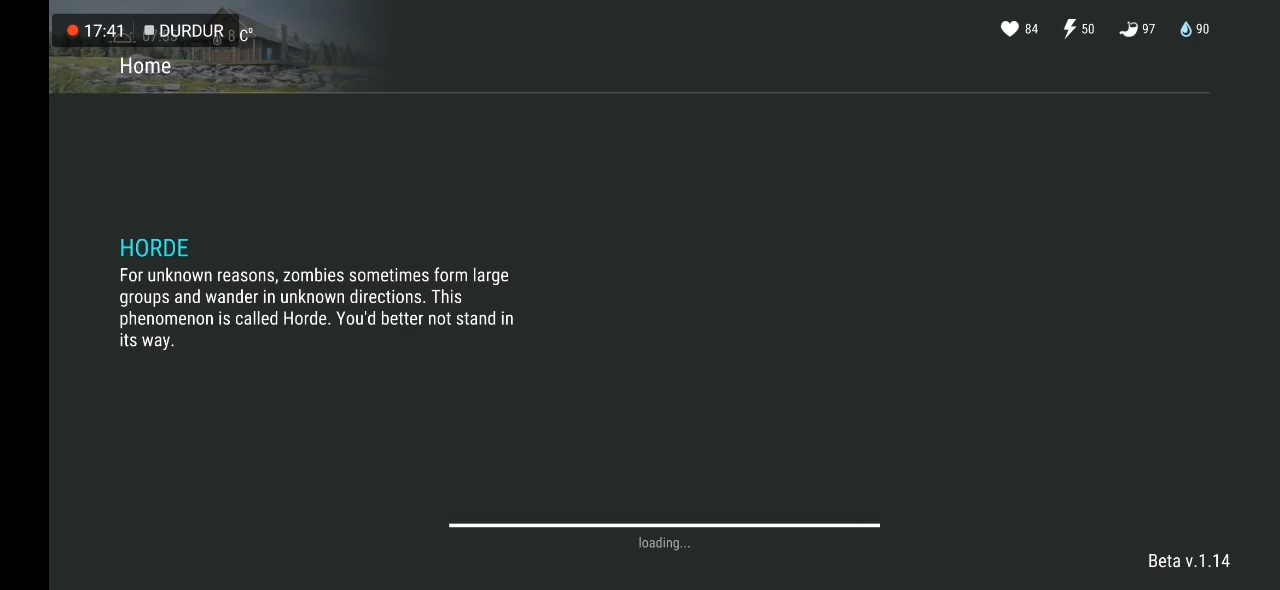 17:41 DURDUR
8 C°
84 50 97 90
Home
HORDE
For unknown reasons, zombies sometimes form large
groups and wander in unknown directions. This
phenomenon is called Horde. You'd better not stand in
its way.
loading...
Beta v.1.14